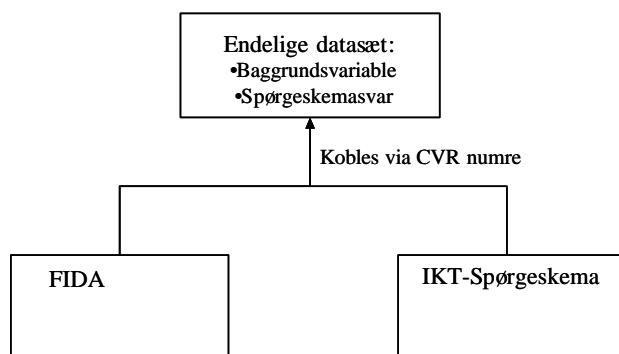 Endelige datasæt:
•Baggrundsvariable
•Spørgeskemasvar
Kobles via CVR numre
FIDA
IKT-Spørgeskema